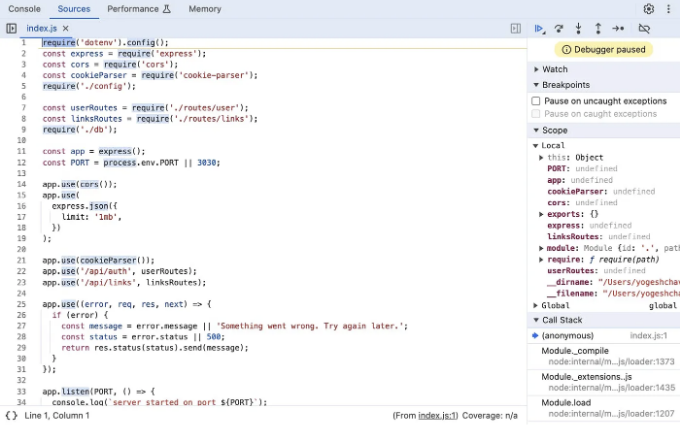 Console Sources Performance Memory
index.js ×
1 require('dotenv').config();
2 const express = require('express');
3 const cors = require('cors');
4 const cookieParser = require('cookie-parser');
5 require('./config');
6
7 const userRoutes = require('./routes/user');
8 const linksRoutes = require('./routes/links');
9 require('./db');
10
11 const app = express();
12 const PORT = process.env.PORT || 3030;
13
14 app.use(cors());
15 app.use(
16 express.json({
17 limit: '1mb',
18 })
19 );
20
21 app.use(cookieParser());
22 app.use('/api/auth', userRoutes);
23 app.use('/api/links', linksRoutes);
24
25 app.use((error, req, res, next) => {
26 if (error) {
27 const message = error.message || 'Something went wrong. Try again later.';
28 const status = error.status || 500;
29 return res.status(status).send(message);
30 }
31 });
32
33 app.listen(PORT, () => {
34 console.log(`server started on port ${PORT}`);
{} Line 1, Column 1 (From index.js:1) Coverage: n/a
Debugger paused
Watch
Breakpoints
Pause on uncaught exceptions
Pause on caught exceptions
Scope
Local
this: Object
PORT: undefined
app: undefined
cookieParser: undefined
cors: undefined
exports: {}
express: undefined
linksRoutes: undefined
module: Module {id: '.', pat
require: ƒ require(path)
userRoutes: undefined
__dirname: "/Users/yogeshchav
__filename: "/Users/yogeshcha
Global global
Call Stack
(anonymous) index.js:1
Module._compile
node:internal/m...js/loader:1373
Module._extensions..js
node:internal/m...js/loader:1435
Module.load
node:internal/m...js/loader:1207